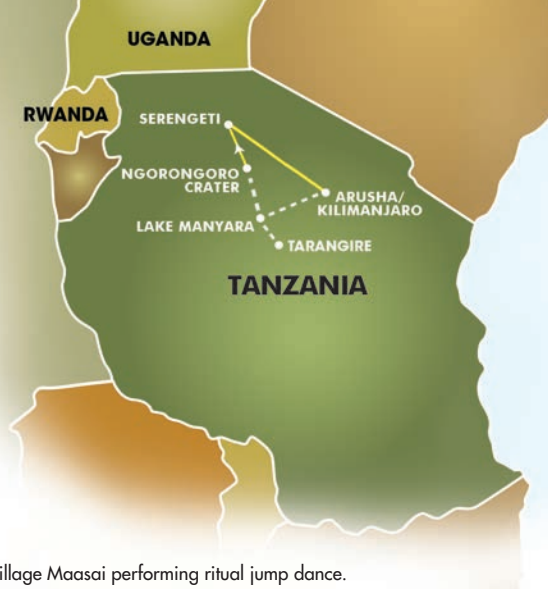 UGANDA
RWANDA
SERENGETI
NGORONGORO
CRATER
ARUSHA/
KILIMANJARO
LAKE MANYARA
TARANGIRE
TANZANIA
illage Maasai performing ritual jump dance.